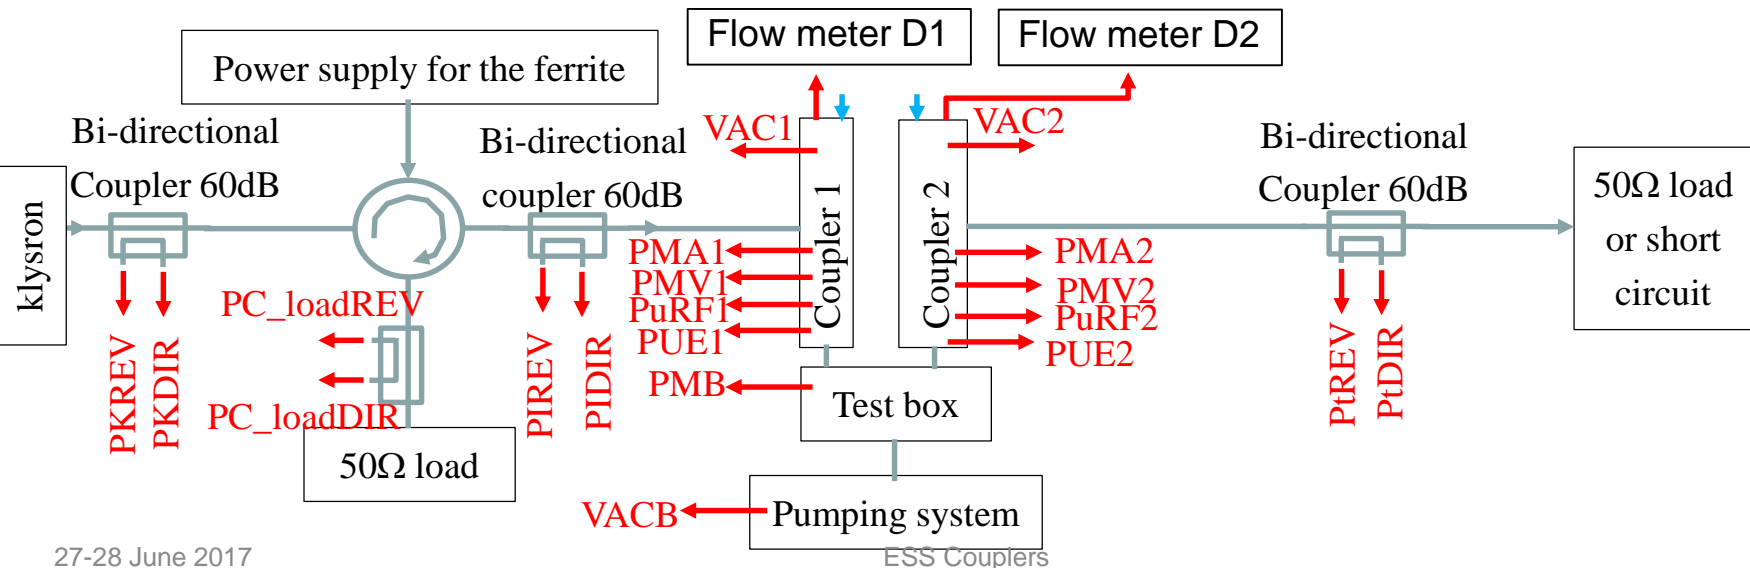 Flow meter D1
Flow meter D2
Power supply for the ferrite
Bi-directional
Coupler 60dB
Bi-directional
coupler 60dB
VAC1
VAC2
Bi-directional
Coupler 60dB
klysron
Coupler 1
Coupler 2
50Ω load
or short
circuit
PMA1
PMV1
PuRF1
PUE1
PMA2
PMV2
PuRF2
PUE2
PC_loadREV
PC_loadDIR
PKREV
PKDIR
PIREV
PIDIR
PtREV
PtDIR
PMB
Test box
50Ω load
VACB
Pumping system
27-28 June 2017
ESS Couplers